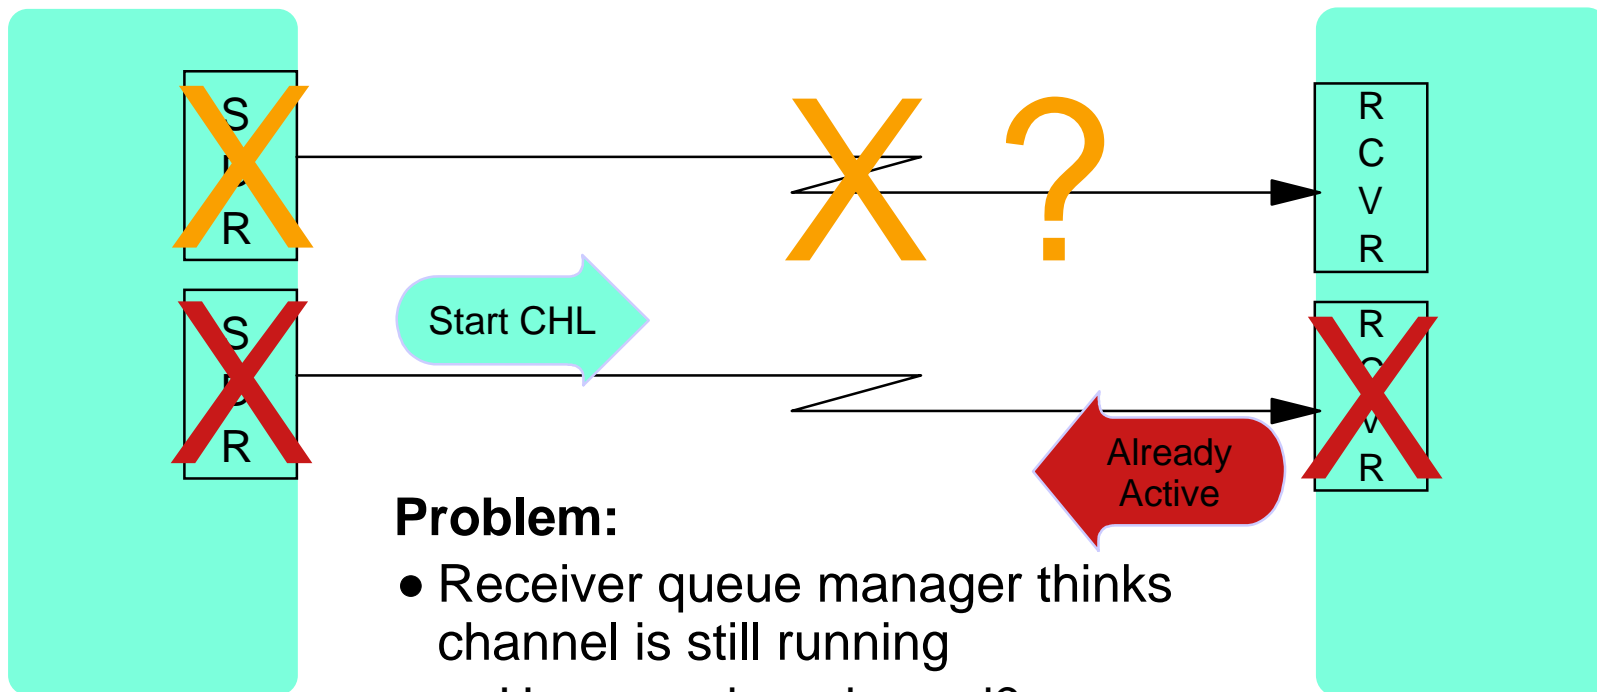 S
R
X
X
?
R
C
V
R
Start CHL
S
R
X
R
V
R
X
Already
Active
Problem:
● Receiver queue manager thinks
channel is still running